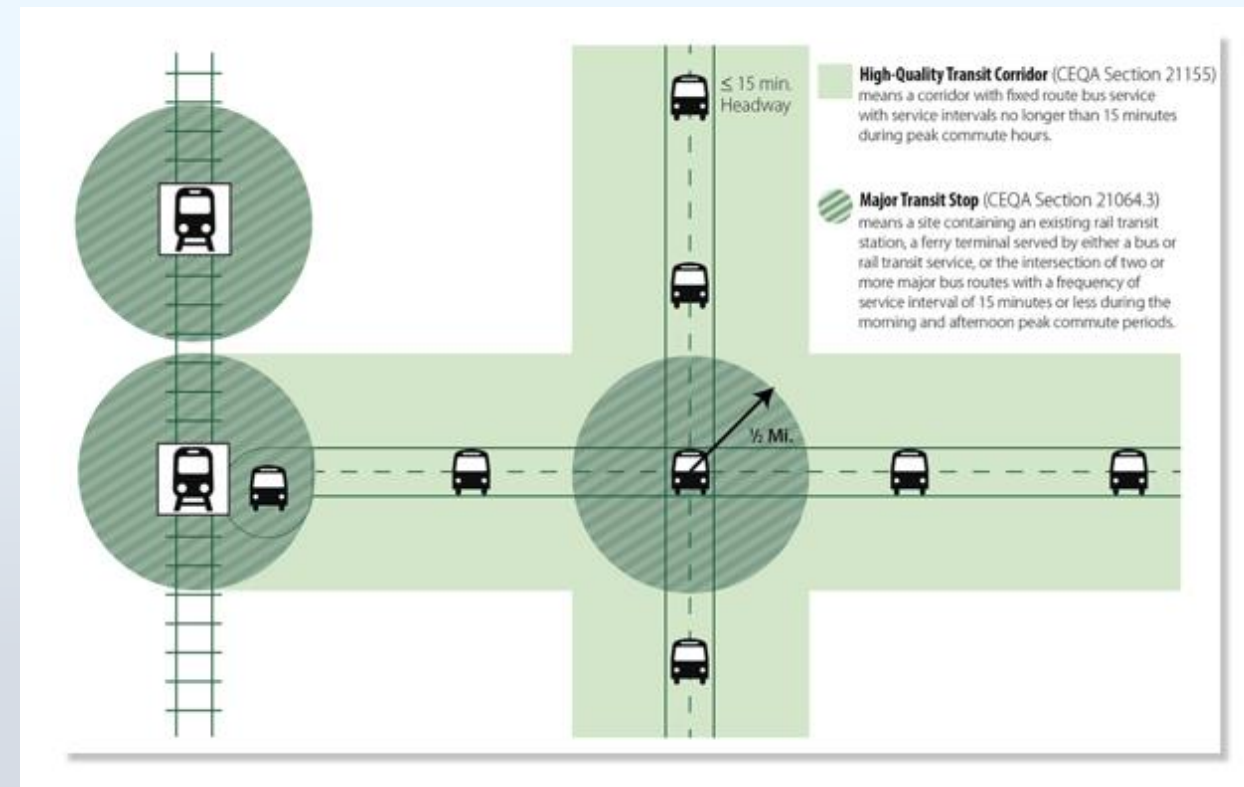 ≤ 15 min.
Headway
High-Quality Transit Corridor (CEQA Section 21155)
means a corridor with fixed route bus service
with service intervals no longer than 15 minutes
during peak commute hours.
Major Transit Stop (CEQA Section 21064.3)
means a site containing an existing rail transit
station, a ferry terminal served by either a bus or
rail transit service, or the intersection of two or
more major bus routes with a frequency of
service interval of 15 minutes or less during the
morning and afternoon peak commute periods.
½ Mi.